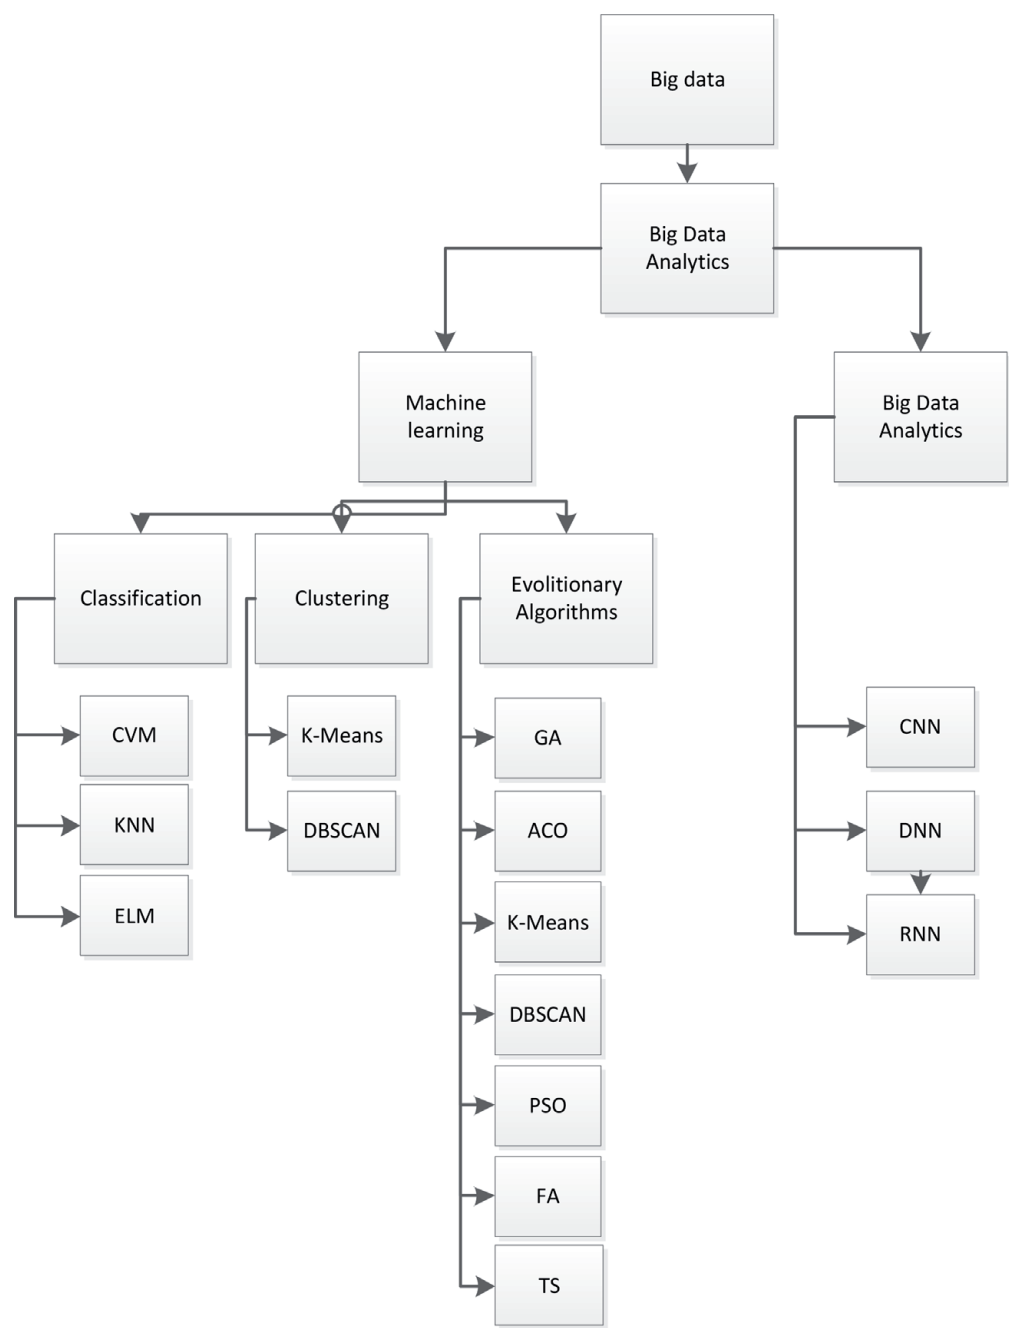 Big data
Big Data
Analytics
Machine
learning
Big Data
Analytics
Classification
Clustering
Evolitionary
Algorithms
CVM
KNN
ELM
K-Means
DBSCAN
GA
ACO
K-Means
DBSCAN
PSO
FA
TS
CNN
DNN
RNN